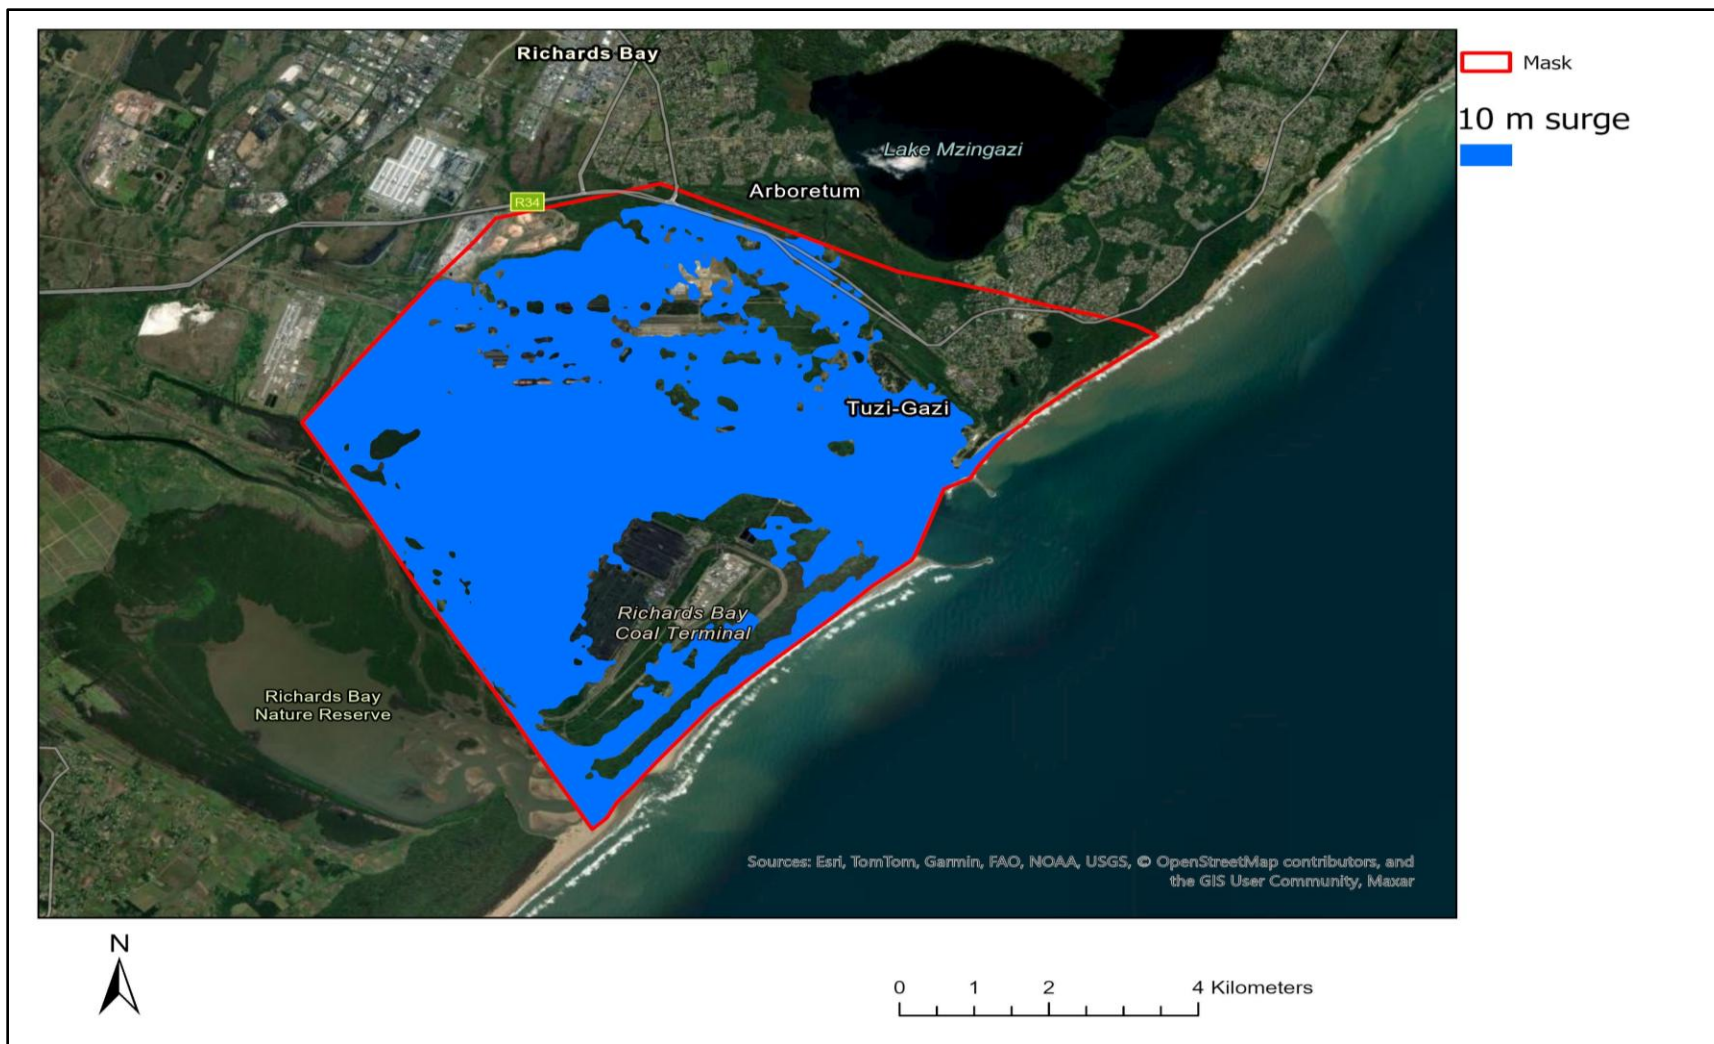 Richards Bay
Mask
10 m surge
Lake Mzingazi
Arboretum
R34
Tuzi-Gazi
Richards Bay
Coal Terminal
Richards Bay
Nature Reserve
Sources: Esri, TomTom, Garmin, FAO, NOAA, USGS, © OpenStreetMap contributors, and
the GIS User Community, Maxar
N
0 1 2 4 Kilometers